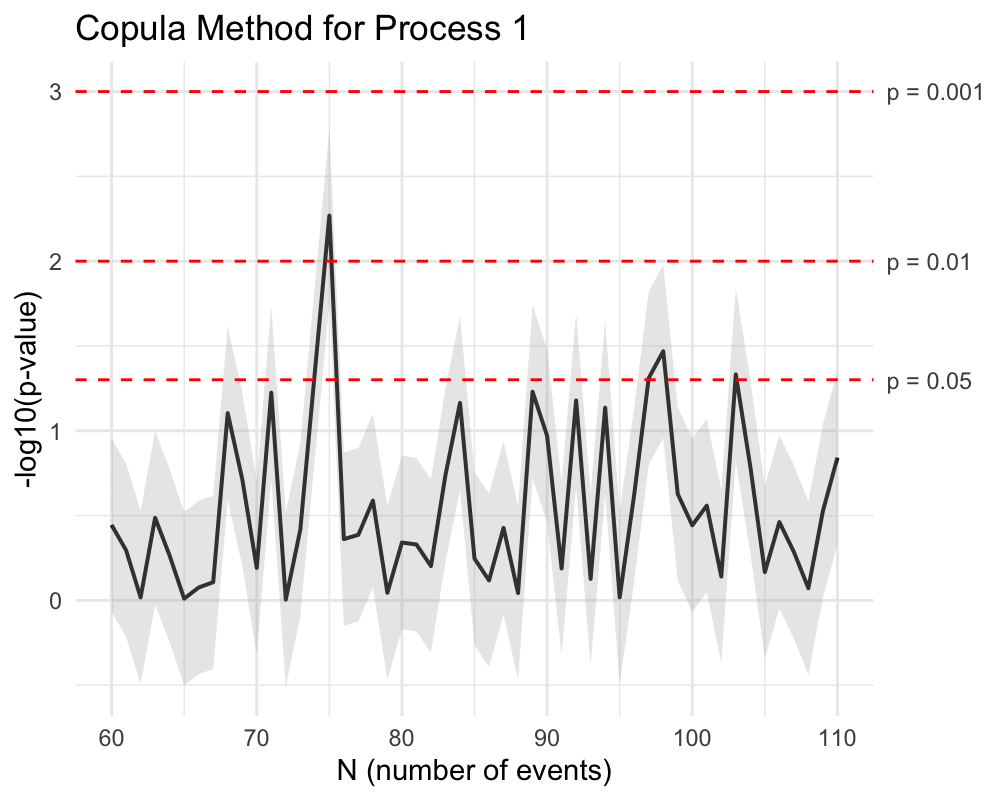 Copula Method for Process 1
3
p = 0.001
2
p = 0.01
p = 0.05
1
0
-log10(p-value)
60 70 80 90 100 110
N (number of events)